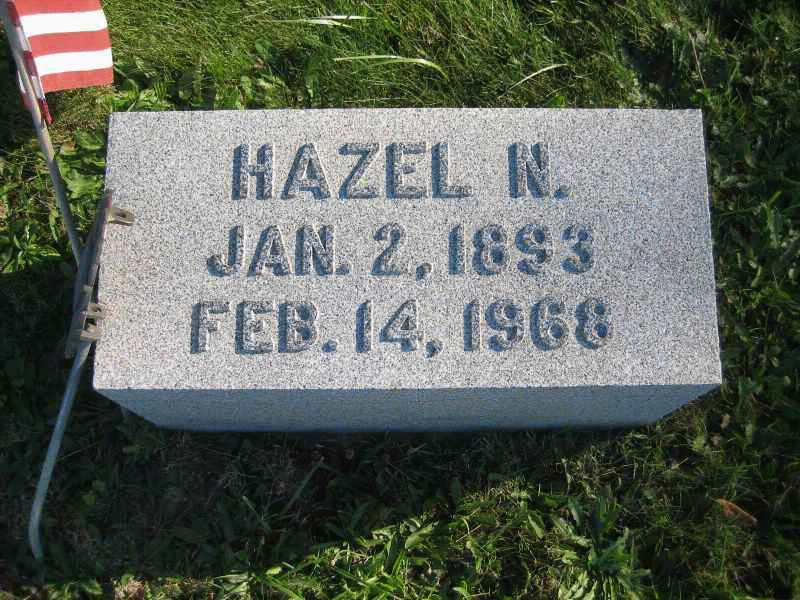 HAZEL N.
JAN. 2, 1893
FEB. 14, 1968